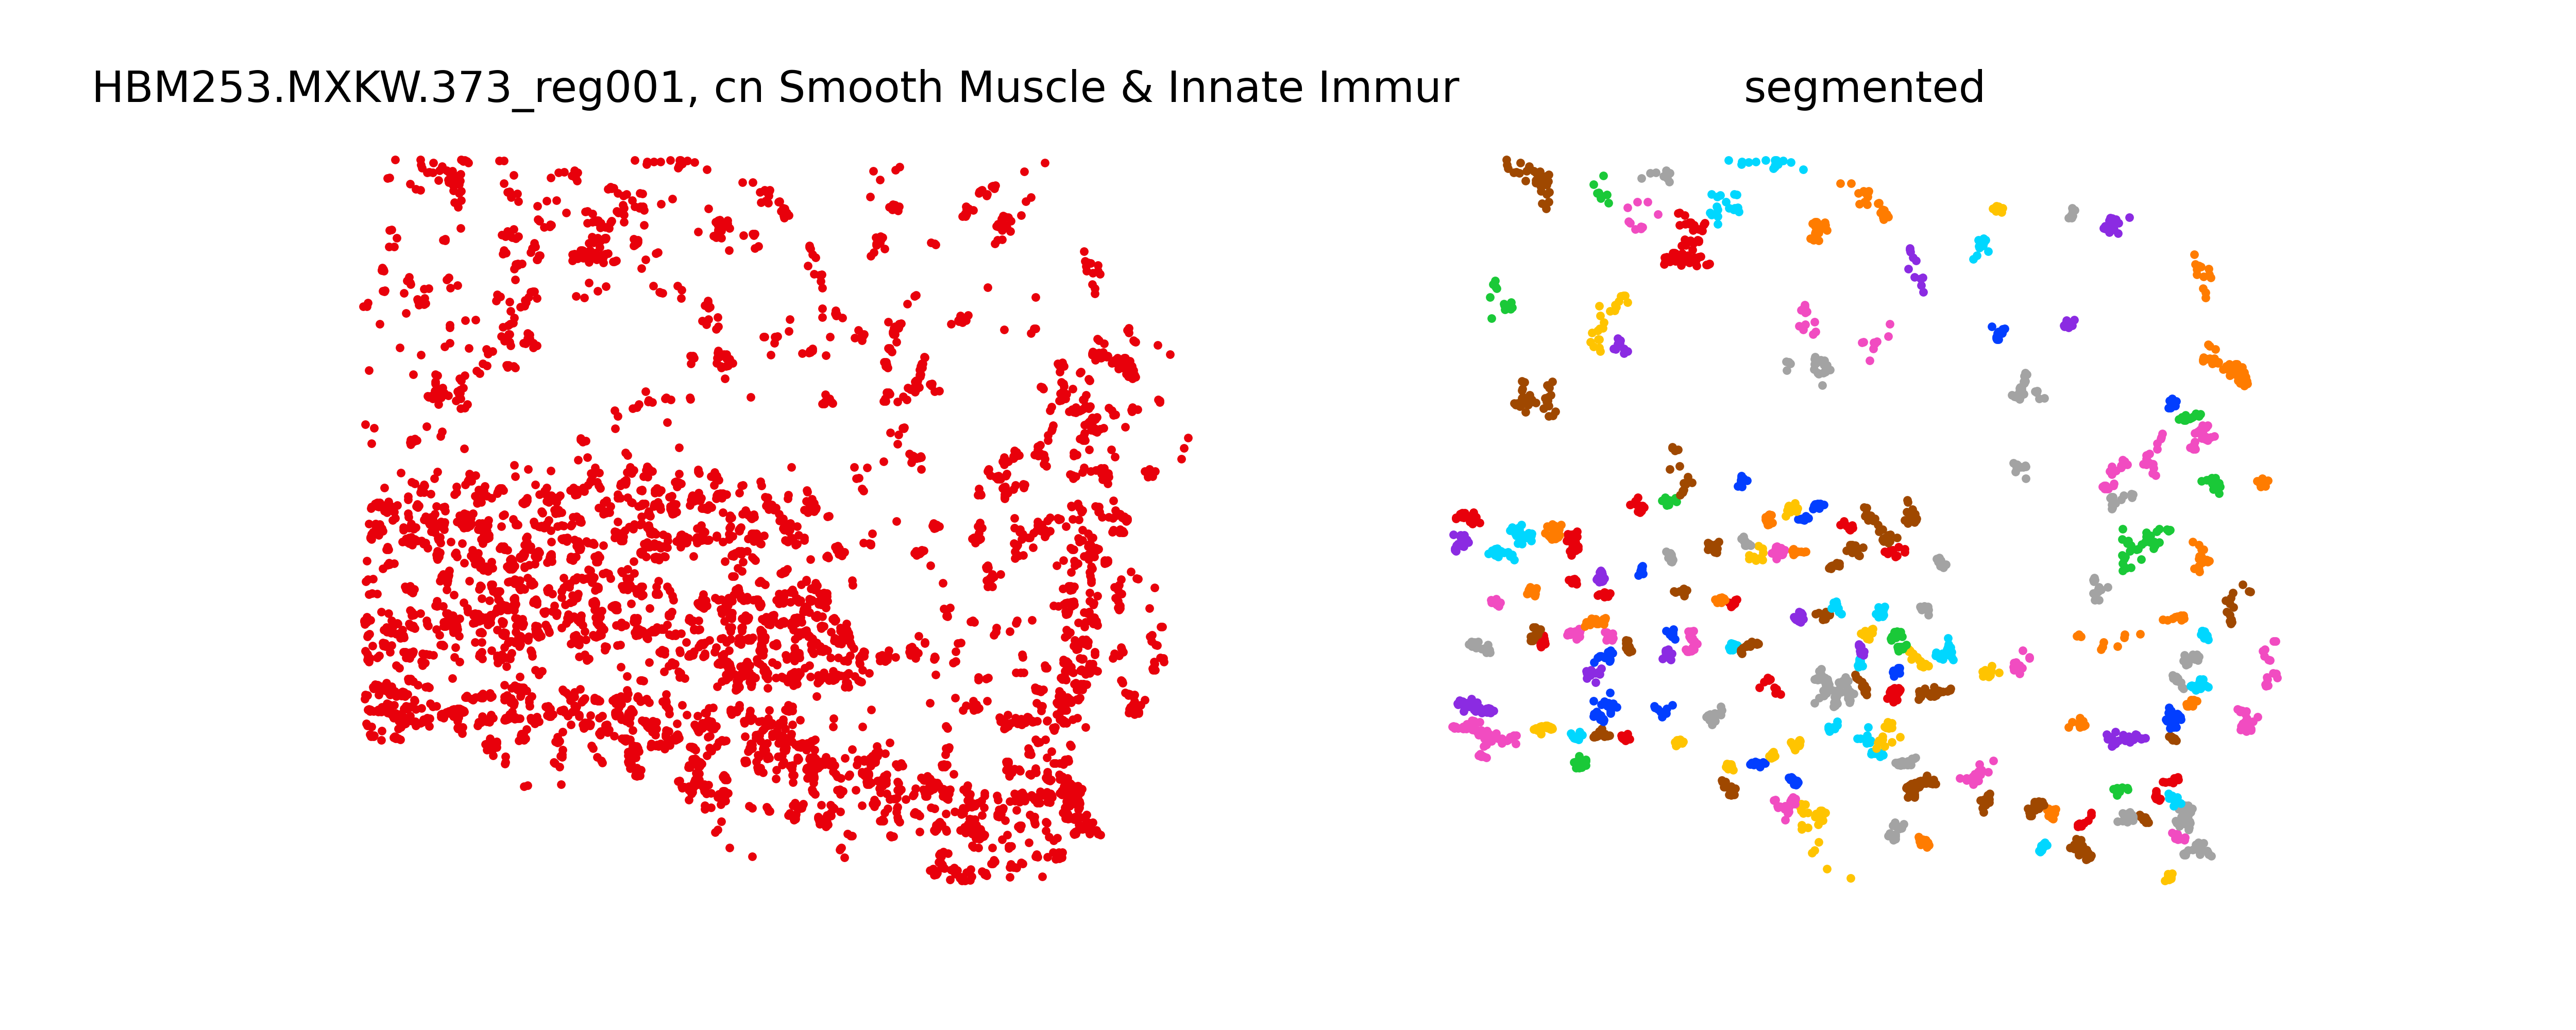 HBM253.MXKW.373_reg001, cn Smooth Muscle & Innate Immur
segmented